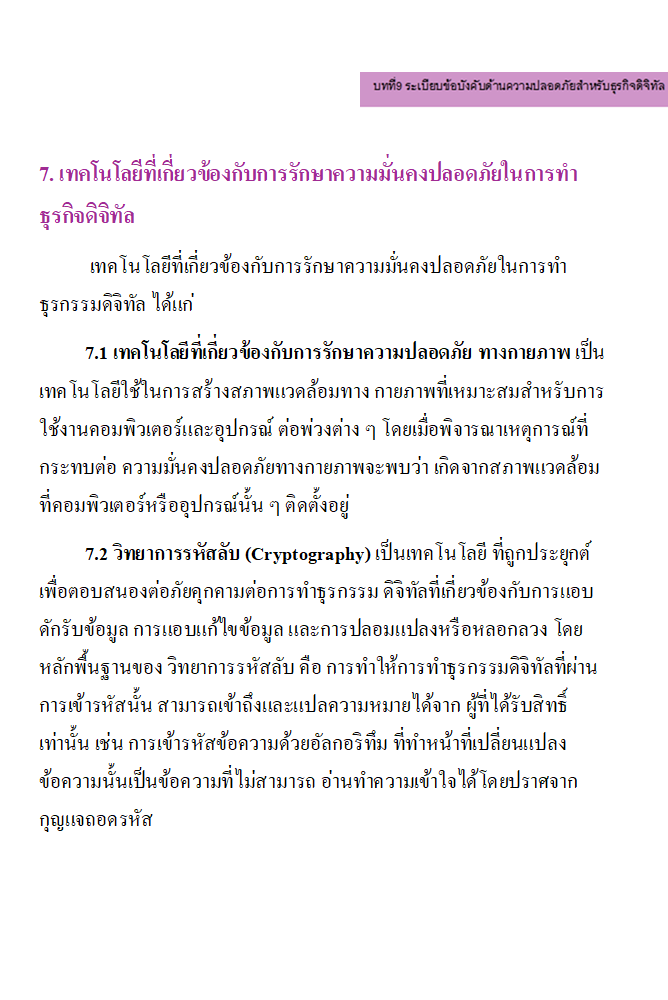 บทที่9 ระเบียบข้อบังคับด้านความปลอดภัยสำหรับธุรกิจดิจิทัล
7. เทคโนโลยีที่เกี่ยวข้องกับการรักษาความมั่นคงปลอดภัยในการทำ
ธุรกิจดิจิทัล
เทคโนโลยีที่เกี่ยวข้องกับการรักษาความมั่นคงปลอดภัยในการทำ
ธุรกรรมดิจิทัล ได้แก่
7.1 เทคโนโลยีที่เกี่ยวข้องกับการรักษาความปลอดภัย ทางกายภาพ เป็น
เทคโนโลยีใช้ในการสร้างสภาพแวดล้อมทาง กายภาพที่เหมาะสมสำหรับการ
ใช้งานคอมพิวเตอร์และอุปกรณ์ ต่อพ่วงต่าง ๆ โดยเมื่อพิจารณาเหตุการณ์ที่
กระทบต่อ ความมั่นคงปลอดภัยทางกายภาพจะพบว่า เกิดจากสภาพแวดล้อม
ที่คอมพิวเตอร์หรืออุปกรณ์นั้น ๆ ติดตั้งอยู่
7.2 วิทยาการรหัสลับ (Cryptography) เป็นเทคโนโลยี ที่ถูกประยุกต์
เพื่อตอบสนองต่อภัยคุกคามต่อการทำธุรกรรม ดิจิทัลที่เกี่ยวข้องกับการแอบ
ดักรับข้อมูล การแอบแก้ไขข้อมูล และการปลอมแปลงหรือหลอกลวง โดย
หลักพื้นฐานของ วิทยาการรหัสลับ คือ การทำให้การทำธุรกรรมดิจิทัลที่ผ่าน
การเข้ารหัสนั้น สามารถเข้าถึงและแปลความหมายได้จาก ผู้ที่ได้รับสิทธิ์
เท่านั้น เช่น การเข้ารหัสข้อความด้วยอัลกอริทึม ที่ทำหน้าที่เปลี่ยนแปลง
ข้อความนั้นเป็นข้อความที่ไม่สามารถ อ่านทำความเข้าใจได้โดยปราศจาก
กุญแจถอดรหัส